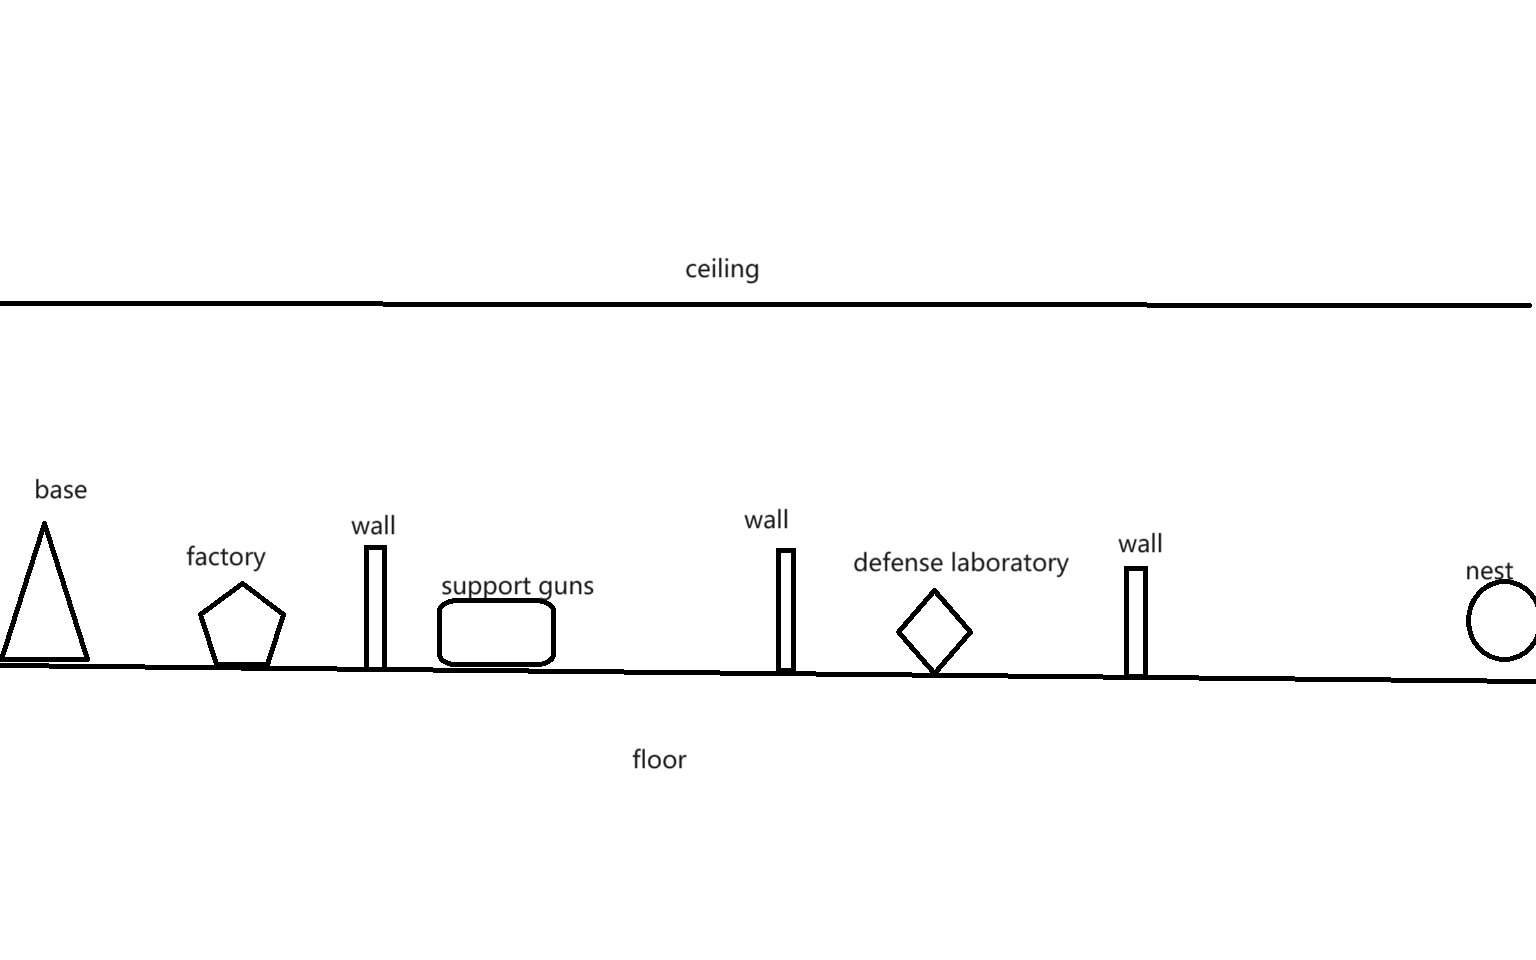 ceiling
base
factory
wall
support guns
wall
defense laboratory
wall
nest
floor